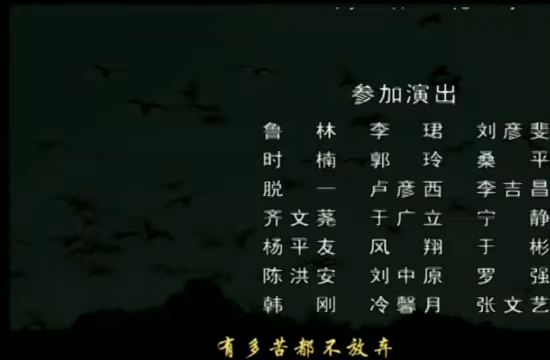 参加演出
鲁 林 李 珺 刘彦斐
时 楠 郭 玲 桑 平
脱 一 卢彦西 李吉昌
齐文荛 于广立 宁 静
杨平友 风 翔 于 彬
陈洪安 刘中原 罗 强
韩 刚 冷馨月 张文艺
有多苦都不放弃